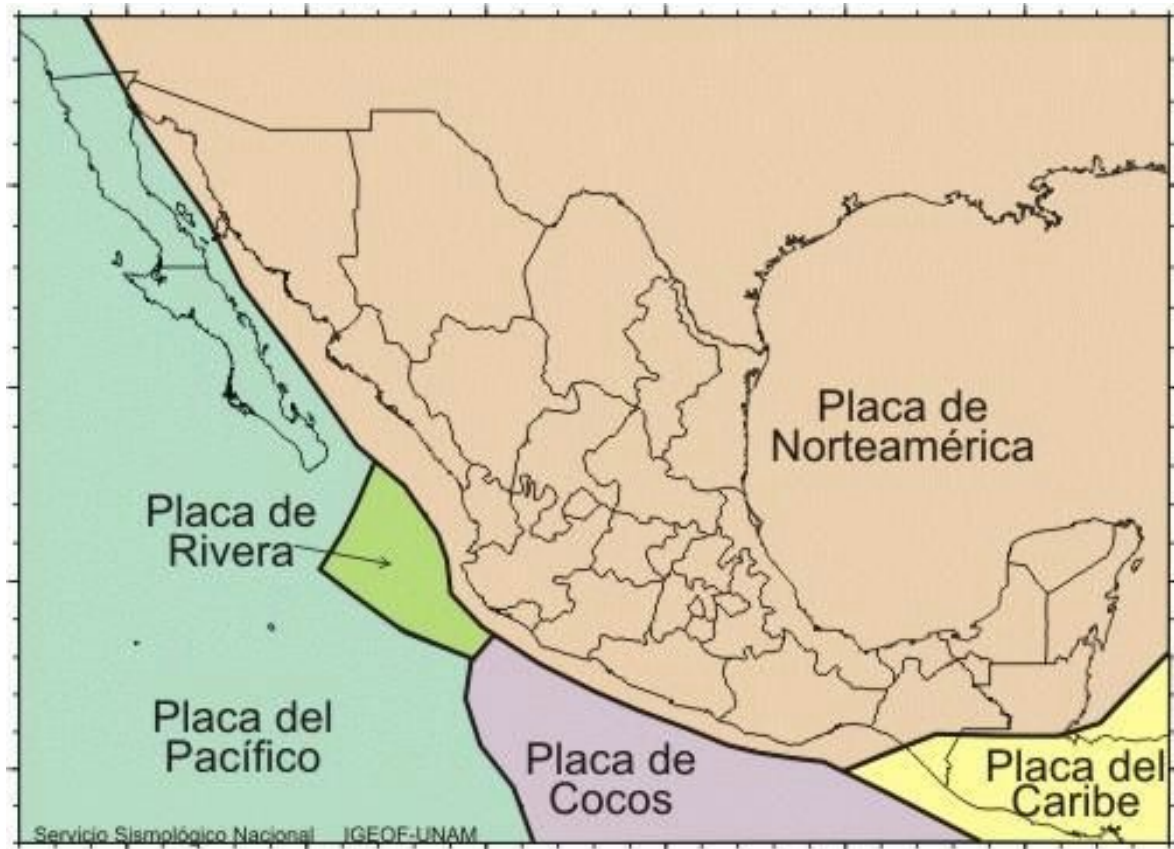 Placa de
Norteamérica
Placa de
Rivera
Placa del
Pacífico
Placa de
Cocos
Placa del
Caribe
Servicio Sismológico Nacional IGEOF-UNAM